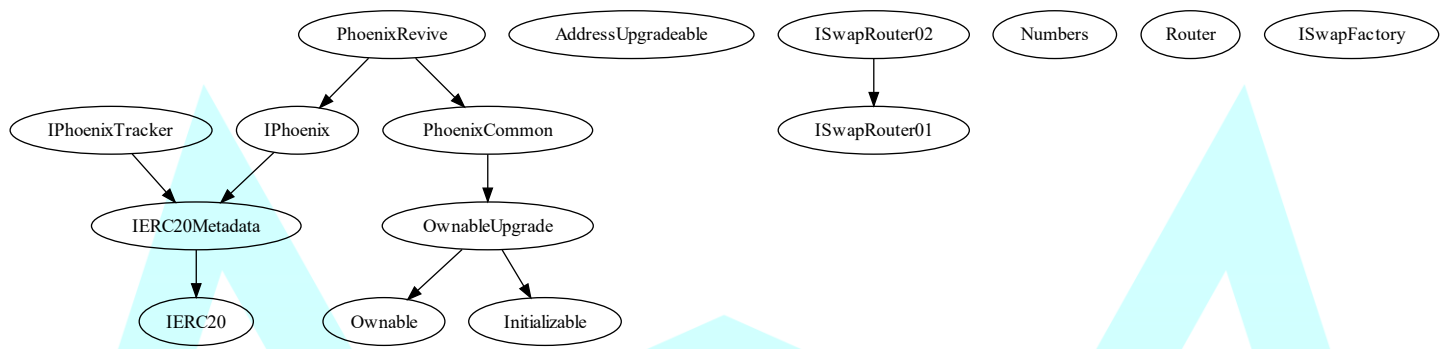 PhoenixRevive
AddressUpgradeable
ISwapRouter02
Numbers
Router
ISwapFactory
IPhoenixTracker
IPhoenix
PhoenixCommon
ISwapRouter01
IERC20Metadata
OwnableUpgrade
IERC20
Ownable
Initializable